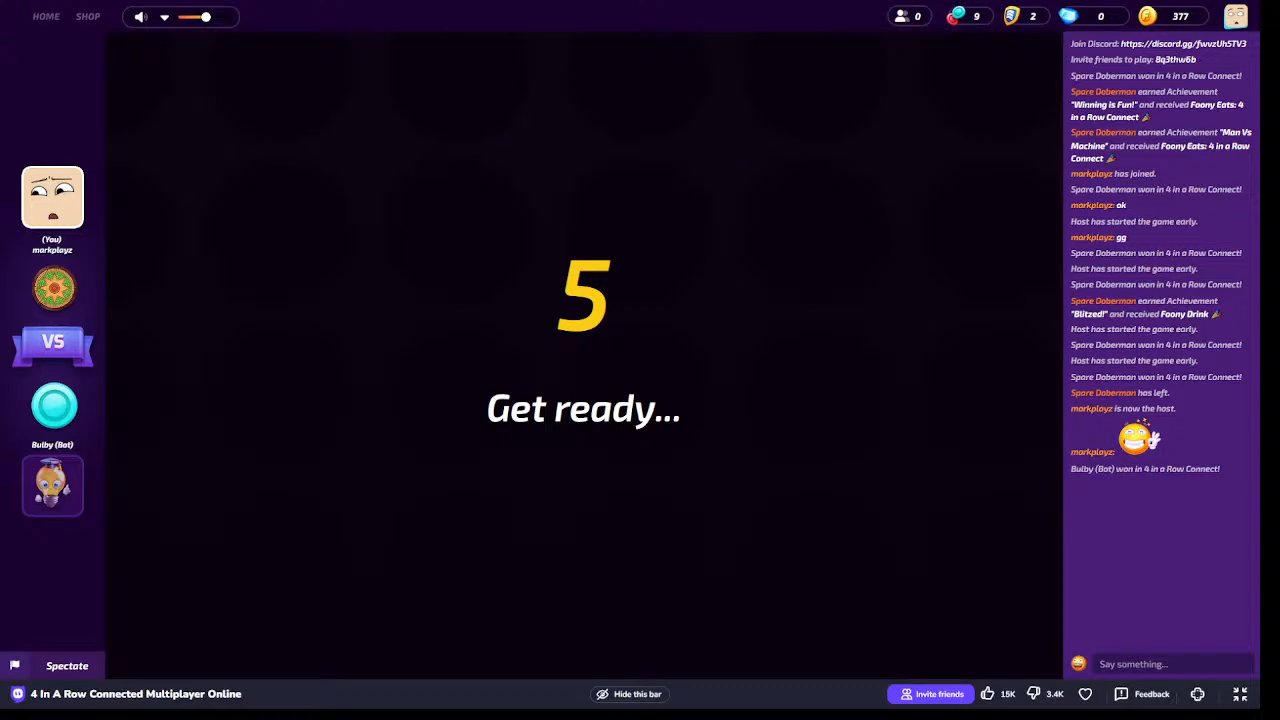 HOME SHOP
0 9 2 0 377
(You)
markplayz
VS
Bulby (Bot)
Spectate
5
Get ready...
Join Discord: https://discord.gg/fwvzUh5TV3
Invite friends to play: 8q3thw6b
Spare Doberman won in 4 in a Row Connect!
Spare Doberman earned Achievement
"Winning is Fun!" and received Foony Eats: 4
in a Row Connect
Spare Doberman earned Achievement "Man Vs
Machine" and received Foony Eats: 4 in a Row
Connect
markplayz has joined.
Spare Doberman won in 4 in a Row Connect!
markplayz: ok
Host has started the game early.
markplayz: gg
Spare Doberman won in 4 in a Row Connect!
Host has started the game early.
Spare Doberman won in 4 in a Row Connect!
Spare Doberman earned Achievement
"Blitzed!" and received Foony Drink
Host has started the game early.
Spare Doberman won in 4 in a Row Connect!
Host has started the game early.
Spare Doberman won in 4 in a Row Connect!
Spare Doberman has left.
markplayz is now the host.
markplayz:
Bulby (Bot) won in 4 in a Row Connect!
Say something...
4 In A Row Connected Multiplayer Online
Hide this bar
Invite friends 15K 3.4K Feedback